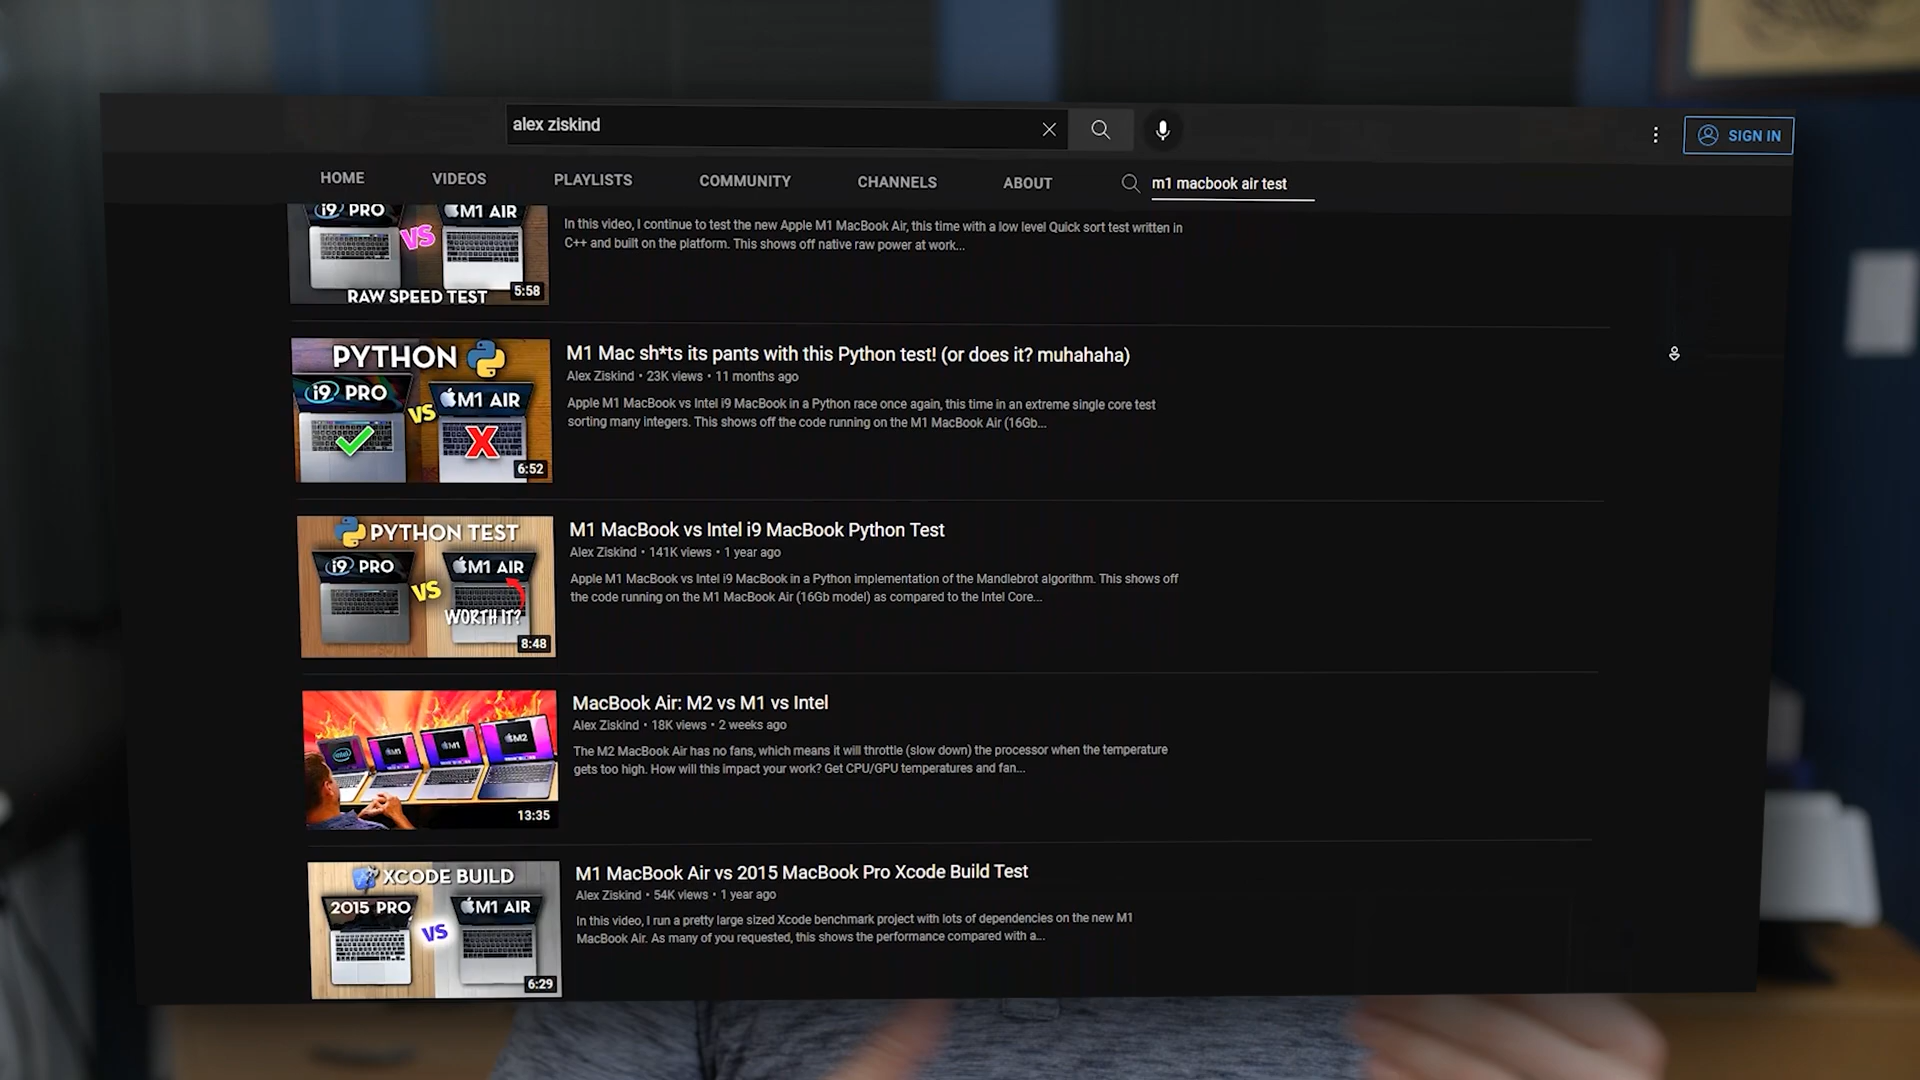 alex ziskind
SIGN IN
HOME
VIDEOS
PLAYLISTS
COMMUNITY
CHANNELS
ABOUT
m1 macbook air test
i9 PRO
M1 AIR
VS
RAW SPEED TEST
5:58
In this video, I continue to test the new Apple M1 MacBook Air, this time with a low level Quick sort test written in
C++ and built on the platform. This shows off native raw power at work...
PYTHON
i9 PRO
VS
M1 AIR
6:52
M1 Mac sh*ts its pants with this Python test! (or does it? muhahaha)
Alex Ziskind • 23K views • 11 months ago
Apple M1 MacBook vs Intel i9 MacBook in a Python race once again, this time in an extreme single core test
sorting many integers. This shows off the code running on the M1 MacBook Air (16Gb...
PYTHON TEST
i9 PRO
VS
M1 AIR
WORTH IT?
8:48
M1 MacBook vs Intel i9 MacBook Python Test
Alex Ziskind • 141K views • 1 year ago
Apple M1 MacBook vs Intel i9 MacBook in a Python implementation of the Mandlebrot algorithm. This shows off
the code running on the M1 MacBook Air (16Gb model) as compared to the Intel Core...
intel
M1
M1
M2
13:35
MacBook Air: M2 vs M1 vs Intel
Alex Ziskind • 18K views • 2 weeks ago
The M2 MacBook Air has no fans, which means it will throttle (slow down) the processor when the temperature
gets too high. How will this impact your work? Get CPU/GPU temperatures and fan...
XCODE BUILD
2015 PRO
VS
M1 AIR
6:29
M1 MacBook Air vs 2015 MacBook Pro Xcode Build Test
Alex Ziskind • 54K views • 1 year ago
In this video, I run a pretty large sized Xcode benchmark project with lots of dependencies on the new M1
MacBook Air. As many of you requested, this shows the performance compared with a...